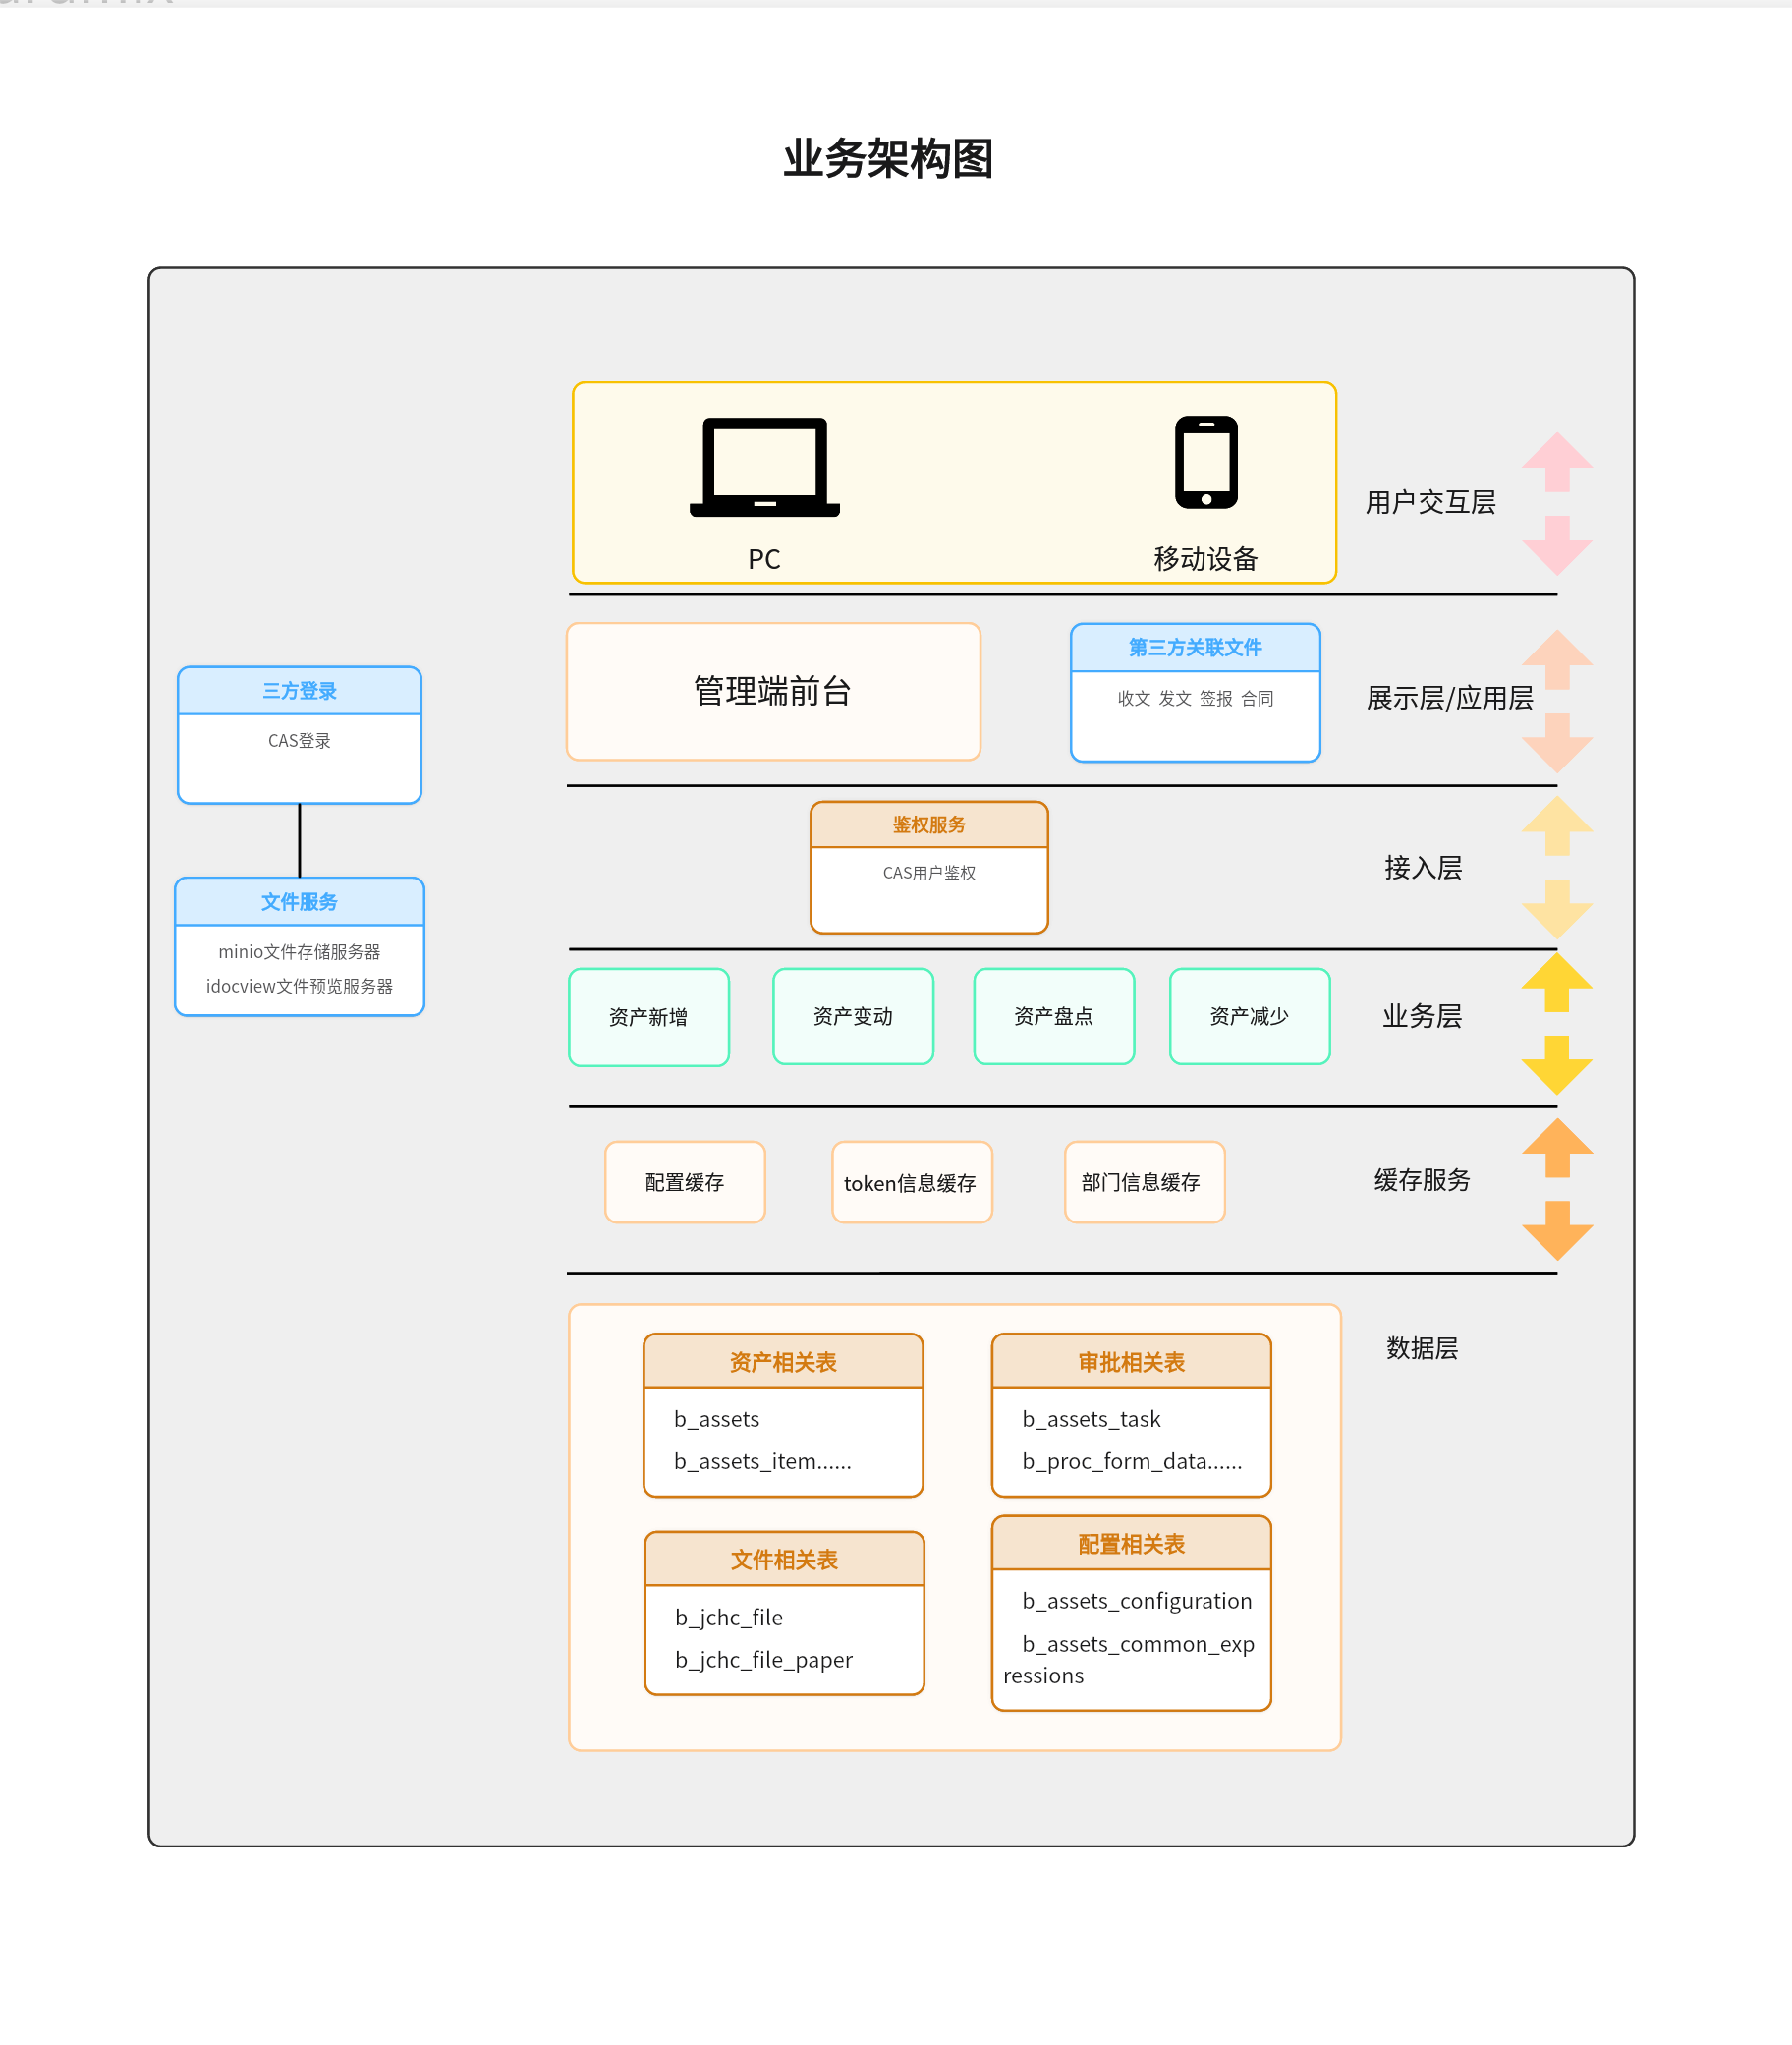 业务架构图
PC
移动设备
用户交互层
管理端前台
第三方关联文件
收文 发文 签报 合同
展示层/应用层
三方登录
CAS登录
鉴权服务
CAS用户鉴权
接入层
文件服务
minio文件存储服务器
idocview文件预览服务器
资产新增
资产变动
资产盘点
资产减少
业务层
配置缓存
token信息缓存
部门信息缓存
缓存服务
数据层
资产相关表
b_assets
b_assets_item......
审批相关表
b_assets_task
b_proc_form_data......
文件相关表
b_jchc_file
b_jchc_file_paper
配置相关表
b_assets_configuration
b_assets_common_exp
ressions